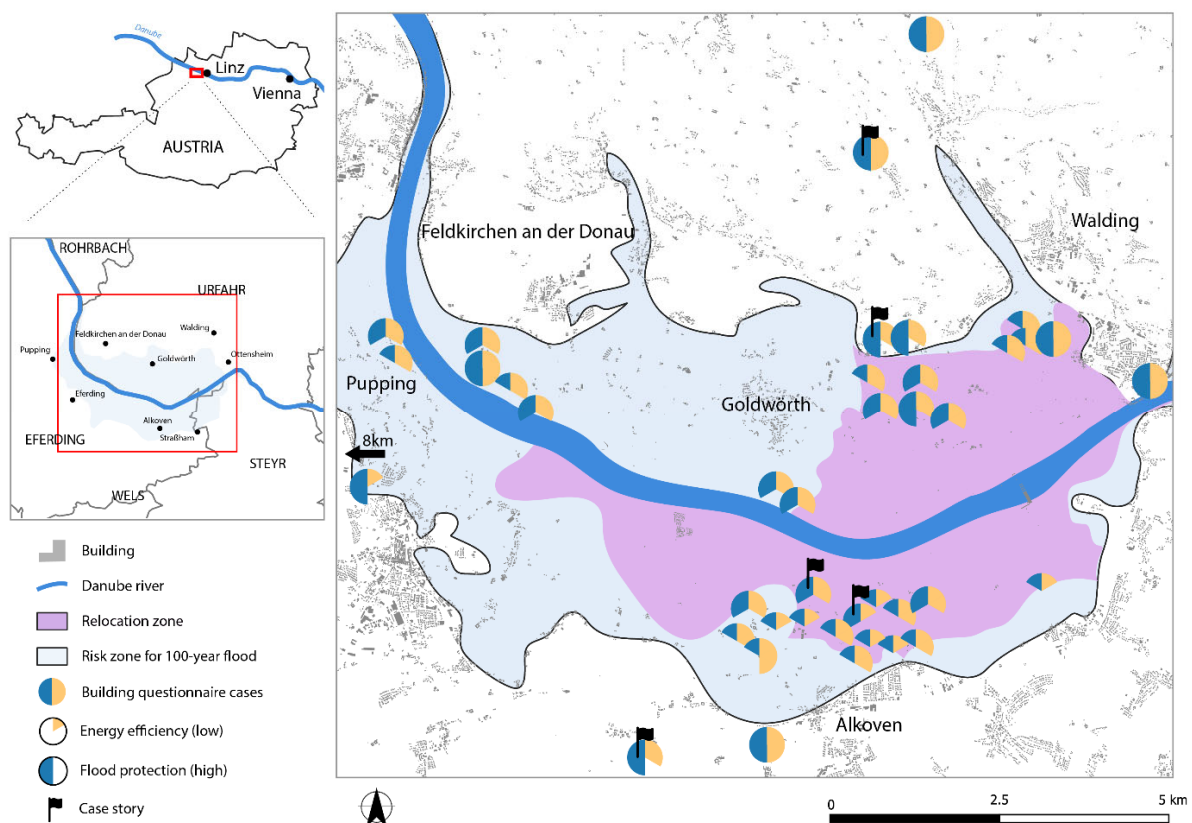 Danube
Linz
Vienna
AUSTRIA
ROHRBACH
URFAHR
Feldkirchen an der Donau
Walding
Pupping
Goldwörth
Ottensheim
Eferding
Alkoven
Straßham
EFERDING
STEYR
WELS
Building
Danube river
Relocation zone
Risk zone for 100-year flood
Building questionnaire cases
Energy efficiency (low)
Flood protection (high)
Case story
Feldkirchen an der Donau
Walding
Pupping
Goldwörth
8km
Alkoven
0
2.5
5 km